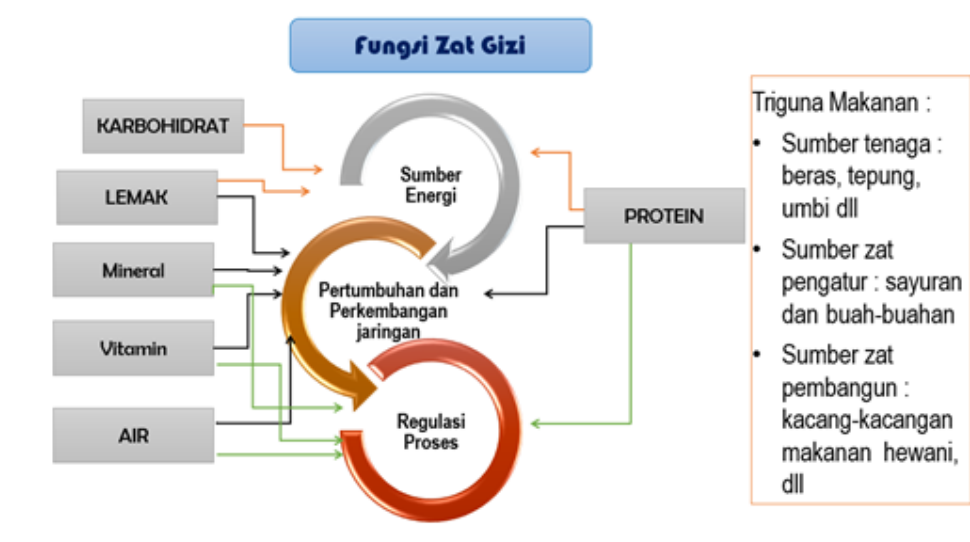 Fungsi Zat Gizi
KARBOHIDRAT
LEMAK
Mineral
Vitamin
AIR
Sumber
Energi
Pertumbuhan dan
Perkembangan
jaringan
Regulasi
Proses
PROTEIN
Triguna Makanan :
• Sumber tenaga :
beras, tepung,
umbi dll
• Sumber zat
pengatur : sayuran
dan buah-buahan
• Sumber zat
pembangun :
kacang-kacangan
makanan hewani,
dll